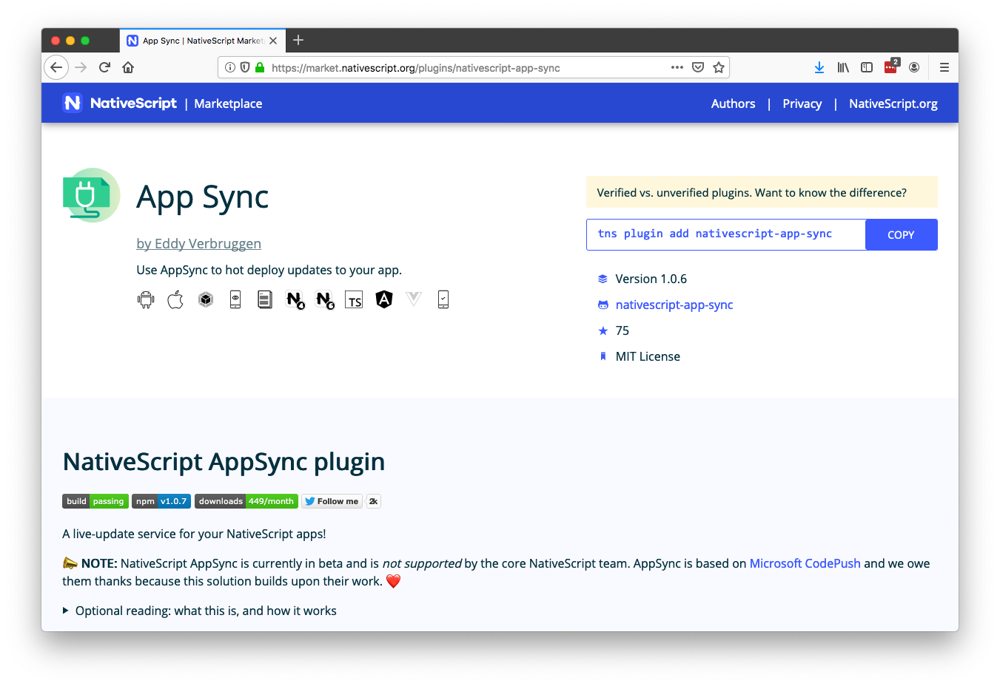 App Sync | NativeScript Market
https://market.nativescript.org/plugins/nativescript-app-sync
2
N NativeScript | Marketplace
Authors | Privacy | NativeScript.org
App Sync
by Eddy Verbruggen
Use AppSync to hot deploy updates to your app.
N4 N6 TS A
Verified vs. unverified plugins. Want to know the difference?
tns plugin add nativescript-app-sync COPY
Version 1.0.6
nativescript-app-sync
75
MIT License
NativeScript AppSync plugin
build passing npm v1.0.7 downloads 449/month Follow me 2k
A live-update service for your NativeScript apps!
NOTE: NativeScript AppSync is currently in beta and is not supported by the core NativeScript team. AppSync is based on Microsoft CodePush and we owe
them thanks because this solution builds upon their work. ❤️
Optional reading: what this is, and how it works